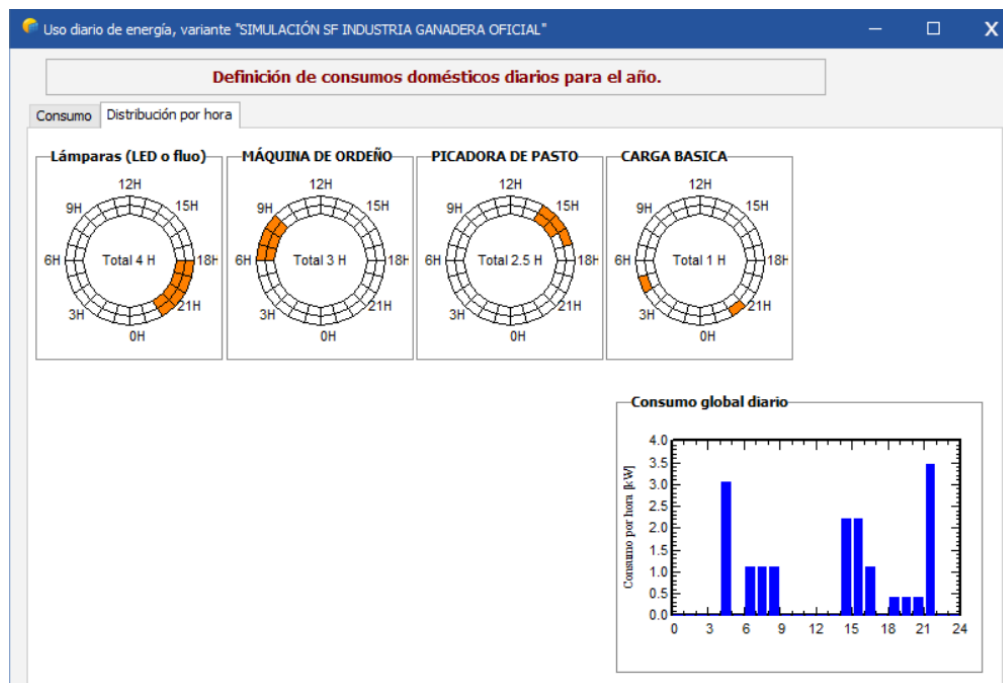 Uso diario de energía, variante "SIMULACIÓN SF INDUSTRIA GANADERA OFICIAL"
Definición de consumos domésticos diarios para el año.
Consumo Distribución por hora
Lámparas (LED o fluo)
12H
9H 15H
6H Total 4 H 18H
3H 21H
0H
MÁQUINA DE ORDEÑO
12H
9H 15H
6H Total 3 H 18H
3H 21H
0H
PICADORA DE PASTO
12H
9H 15H
6H Total 2.5 H 18H
3H 21H
0H
CARGA BASICA
12H
9H 15H
6H Total 1 H 18H
3H 21H
0H
Consumo global diario
Consumo por hora [kW]
4.0
3.5
3.0
2.5
2.0
1.5
1.0
0.5
0.0
0 3 6 9 12 15 18 21 24